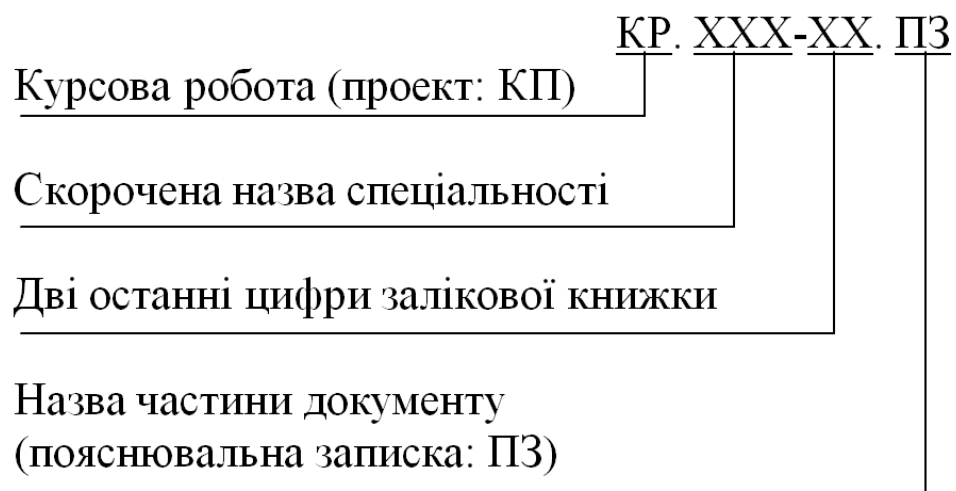 КР. ХХХ-ХХ. ПЗ
Курсова робота (проект: КП)
Скорочена назва спеціальності
Дві останні цифри залікової книжки
Назва частини документу
(пояснювальна записка: ПЗ)